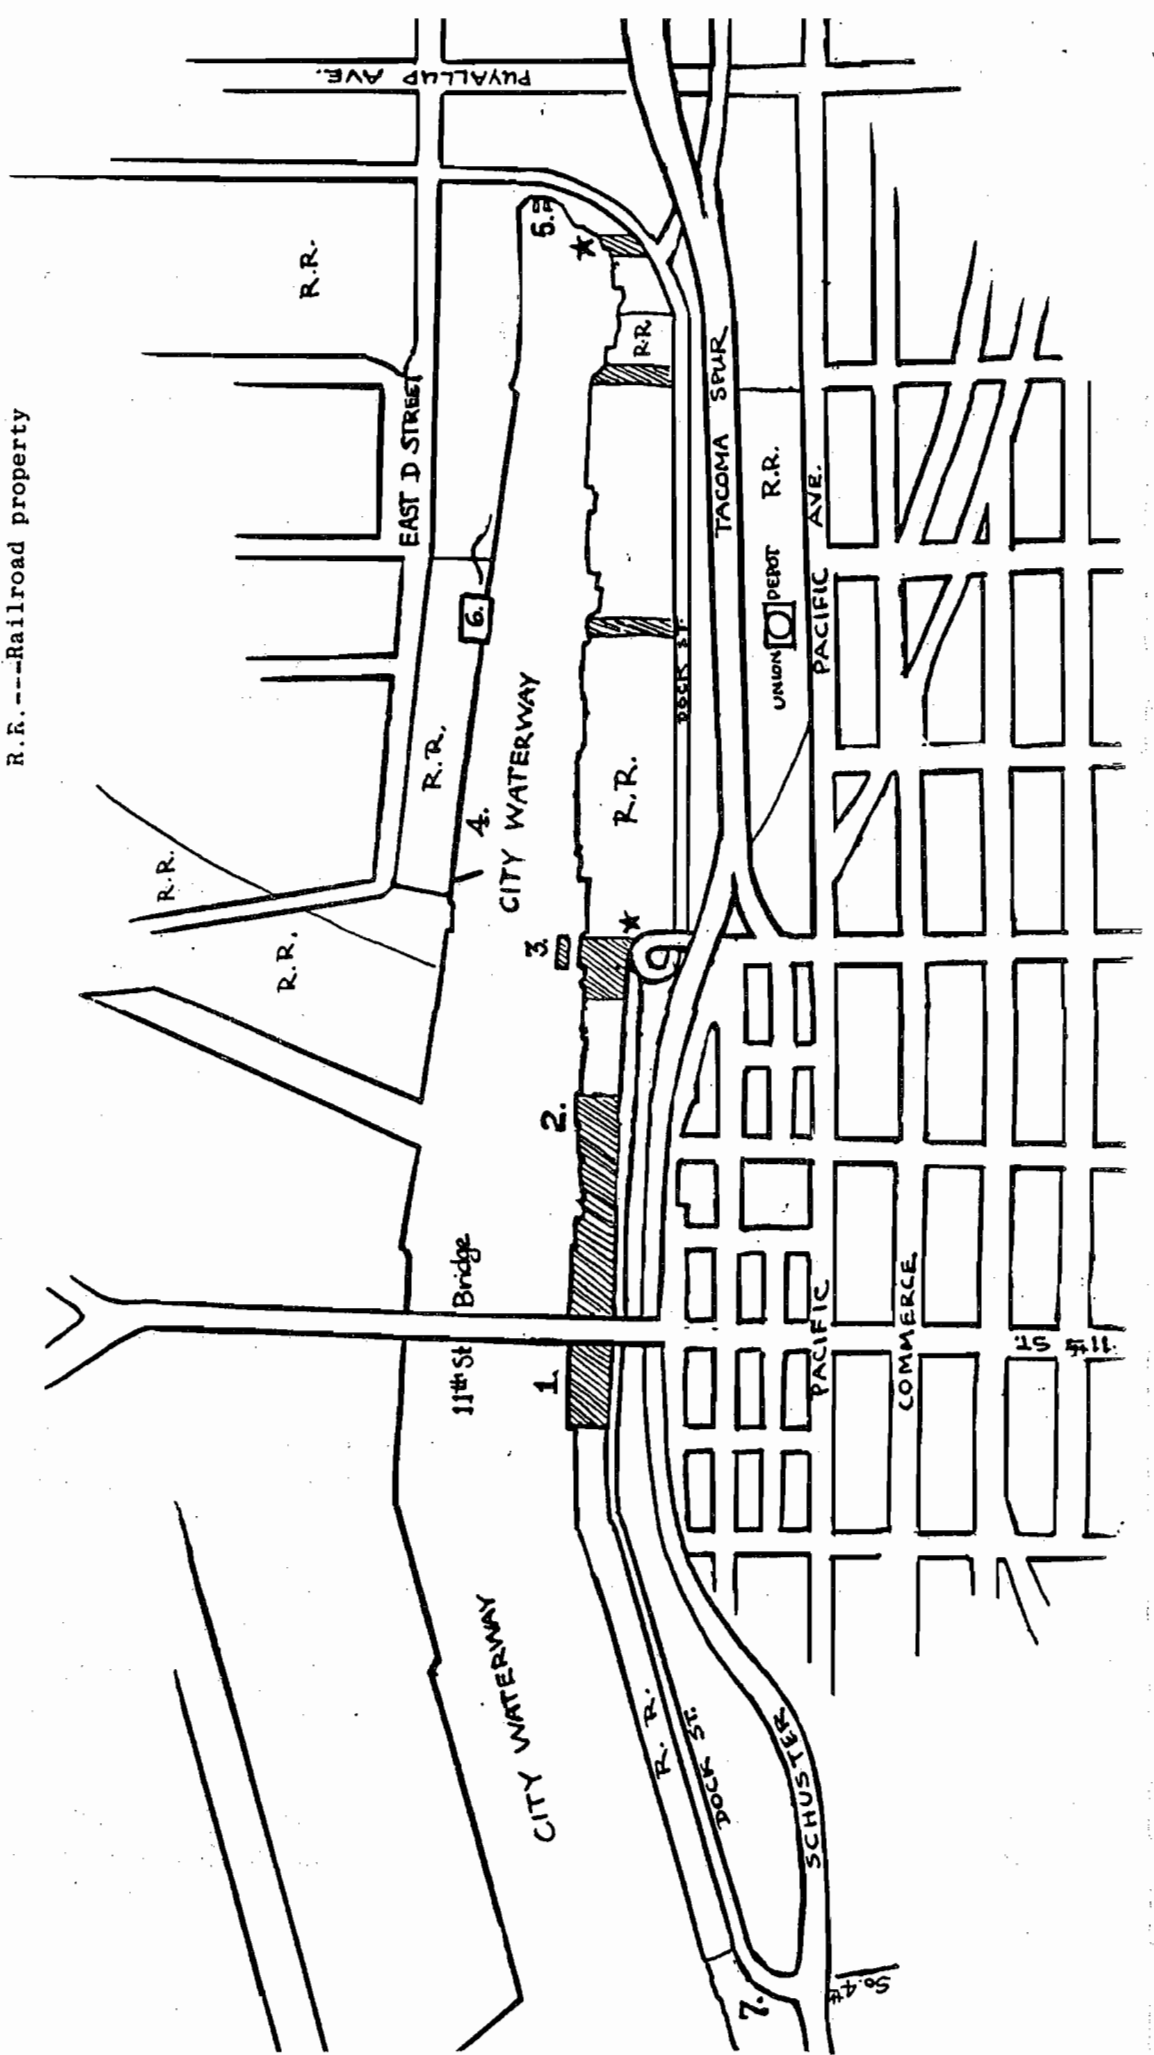 R.R.---Railroad property
PUYALLUP AVE.
R.R.
5.
R.R.
EAST D STREET
TACOMA SPUR
R.R.
AVE.
UNION DEPOT
PACIFIC
6.
DOCK ST.
CITY WATERWAY
R.R.
R.R.
4.
R.R.
R.R.
3.
2.
11th St Bridge
1.
PACIFIC
COMMERCE
11th ST.
CITY WATERWAY
R. R.
DOCK ST.
SCHUSTER
7.
So. 4th